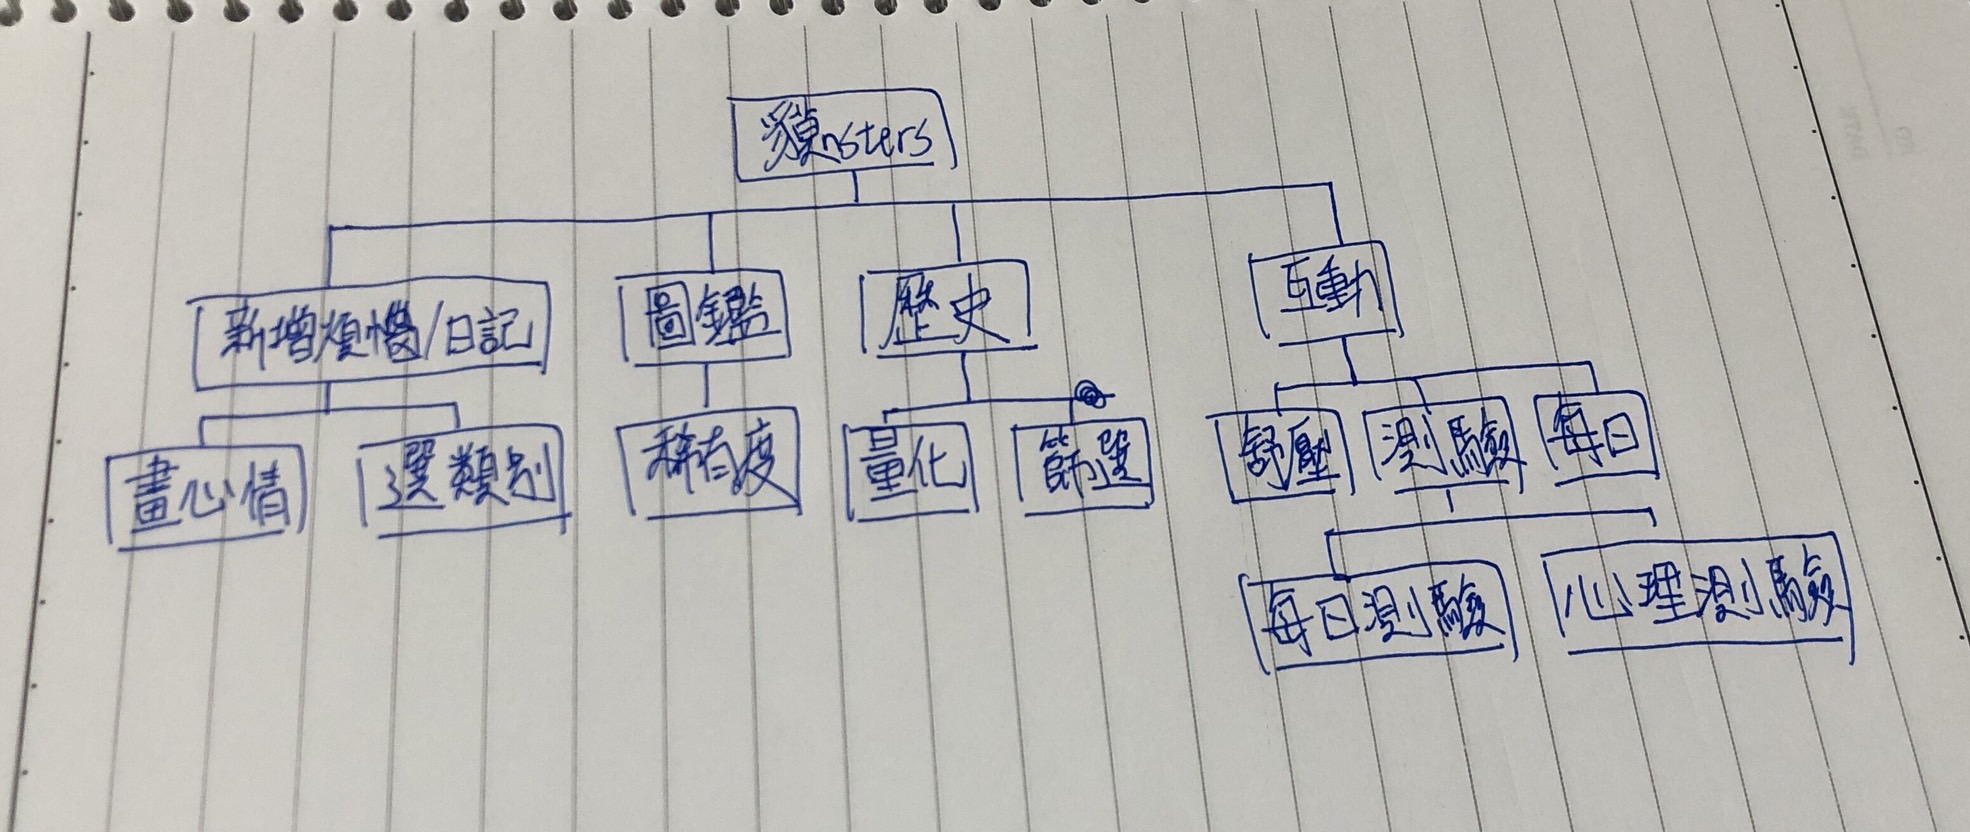 貘nsters
新增煩惱/日記
圖鑑
歷史
互動
畫心情
選類別
稀有度
量化
篩選
舒壓
測驗
每日
每日測驗
心理測驗